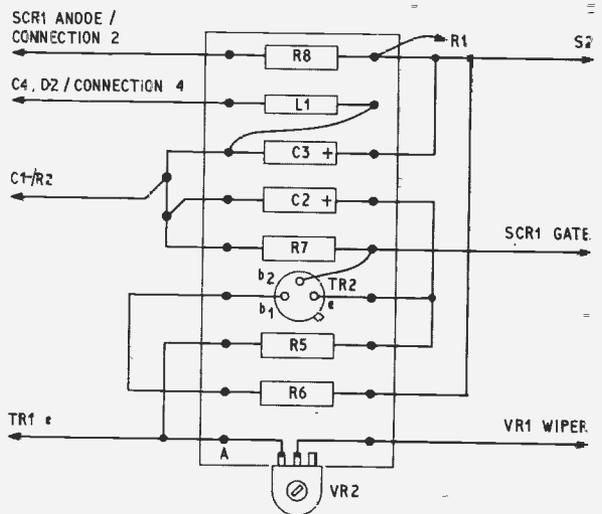 SCR1 ANODE /
CONNECTION 2
R1
S2
R8
C4, D2 / CONNECTION 4
L1
C3 +
C1-/R2
C2 +
SCR1 GATE
R7
b2
TR2
b1
e
R5
R6
TR1 e
VR1 WIPER
A
VR2